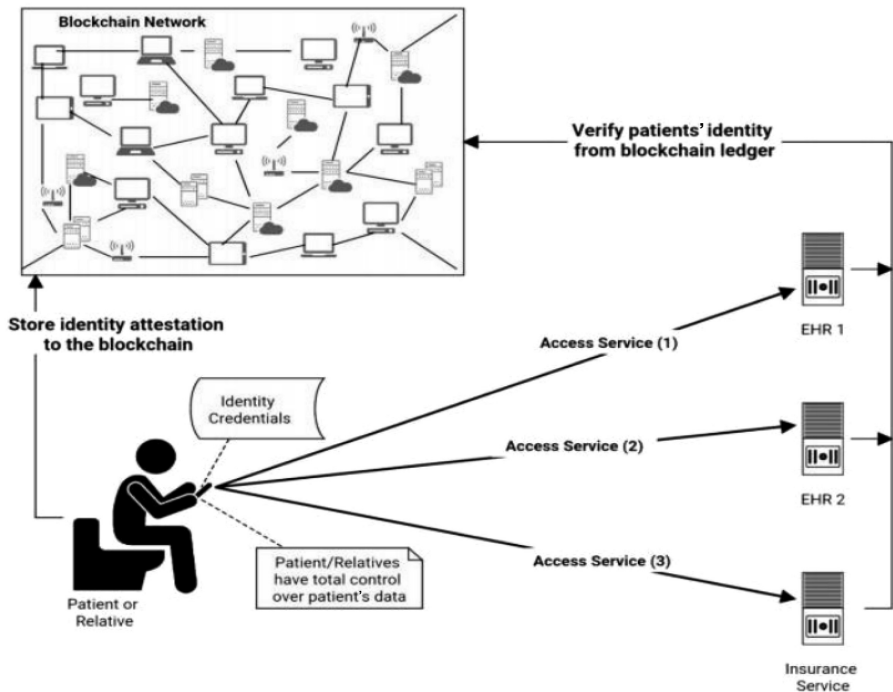 Blockchain Network
Verify patients' identity
from blockchain ledger
Store identity attestation
to the blockchain
Access Service (1)
EHR 1
Identity
Credentials
Access Service (2)
EHR 2
Access Service (3)
Patient/Relatives
have total control
over patient's data
Patient or
Relative
Insurance
Service